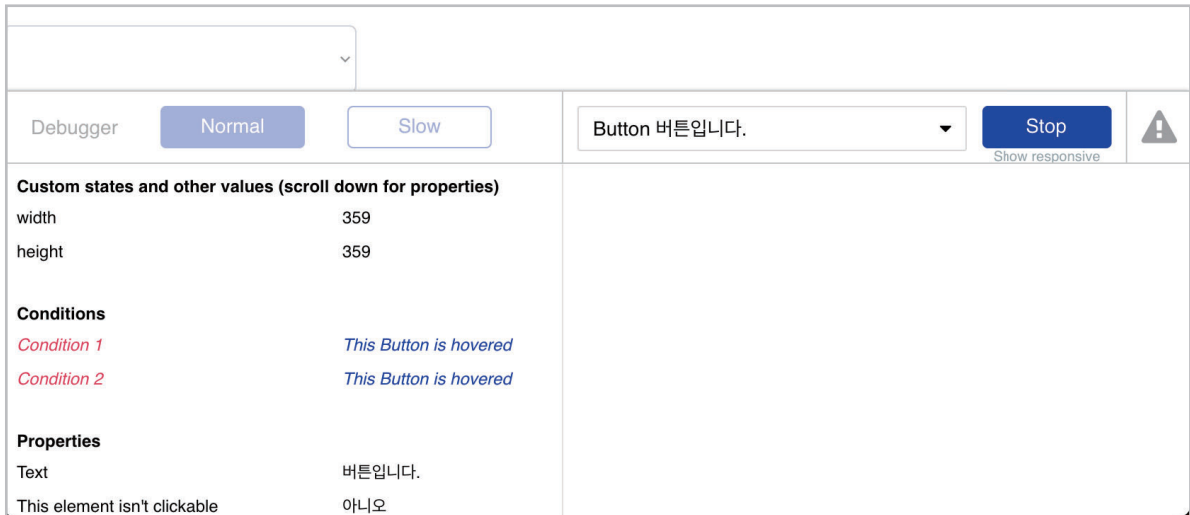 Debugger Normal Slow Button 버튼입니다. Stop
Show responsive
Custom states and other values (scroll down for properties)
width 359
height 359
Conditions
Condition 1 This Button is hovered
Condition 2 This Button is hovered
Properties
Text 버튼입니다.
This element isn't clickable 아니오